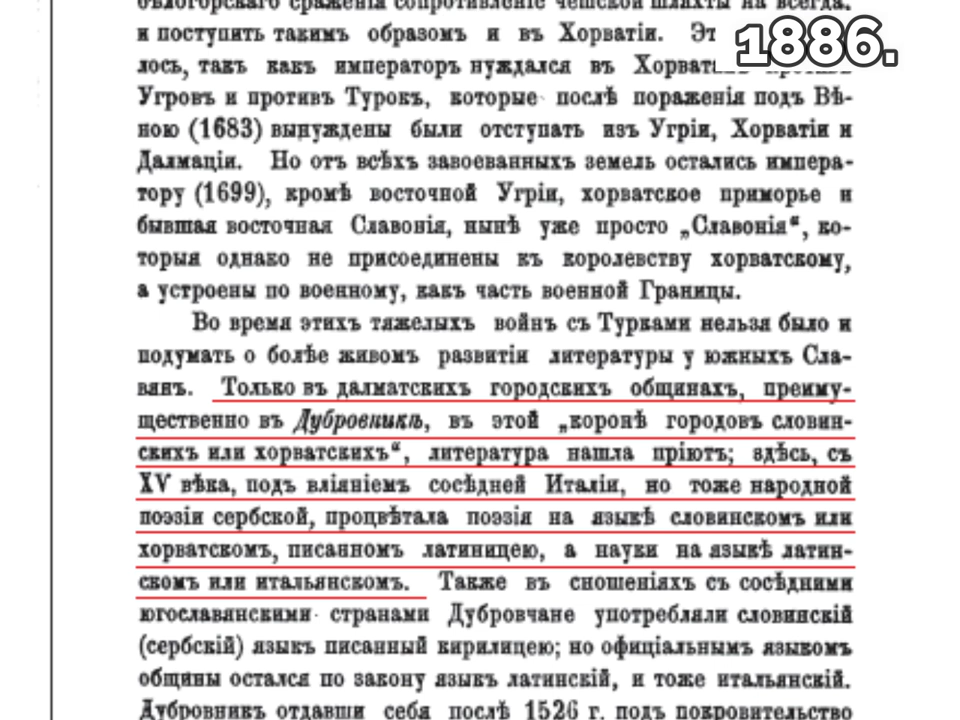 бѣлогорскаго сраженія сопротивленіе чешской шляхты на всегда,
и поступить такимъ образомъ и въ Хорватіи. Эт
1886.
лось, такъ какъ императоръ нуждался въ Хорват
Угровъ и противъ Турокъ, которые послѣ пораженія подъ Вѣ-
ною (1683) вынуждены были отступать изъ Угріи, Хорватіи и
Далмаціи. Но отъ всѣхъ завоеванныхъ земель остались импера-
тору (1699), кромѣ восточной Угріи, хорватское приморье и
бывшая восточная Славонія, нынѣ уже просто „Славонія“, ко-
торыя однако не присоединены къ королевству хорватскому,
а устроены по военному, какъ часть военной Границы.
Во время этихъ тяжелыхъ войнъ съ Турками нельзя было и
подумать о болѣе живомъ развитіи литературы у южныхъ Сла-
вянъ. Только въ далматскихъ городскихъ общинахъ, преиму-
щественно въ Дубровникѣ, въ этой „коронѣ городовъ словин-
скихъ или хорватскихъ“, литература нашла пріютъ; здѣсь, съ
XV вѣка, подъ вліяніемъ сосѣдней Италіи, но тоже народной
поэзіи сербской, процвѣтала поэзія на языкѣ словинскомъ или
хорватскомъ, писанномъ латиницею, а науки на языкѣ латин-
скомъ или итальянскомъ. Также въ сношеніяхъ съ сосѣдними
югославянскими странами Дубровчане употребляли словинскій
(сербскій) языкъ писанный кирилицею; но офиціальнымъ языкомъ
общины остался по закону языкъ латинскій, и тоже итальянскій.
Дубровникъ отдавши себя послѣ 1526 г. подъ покровительство